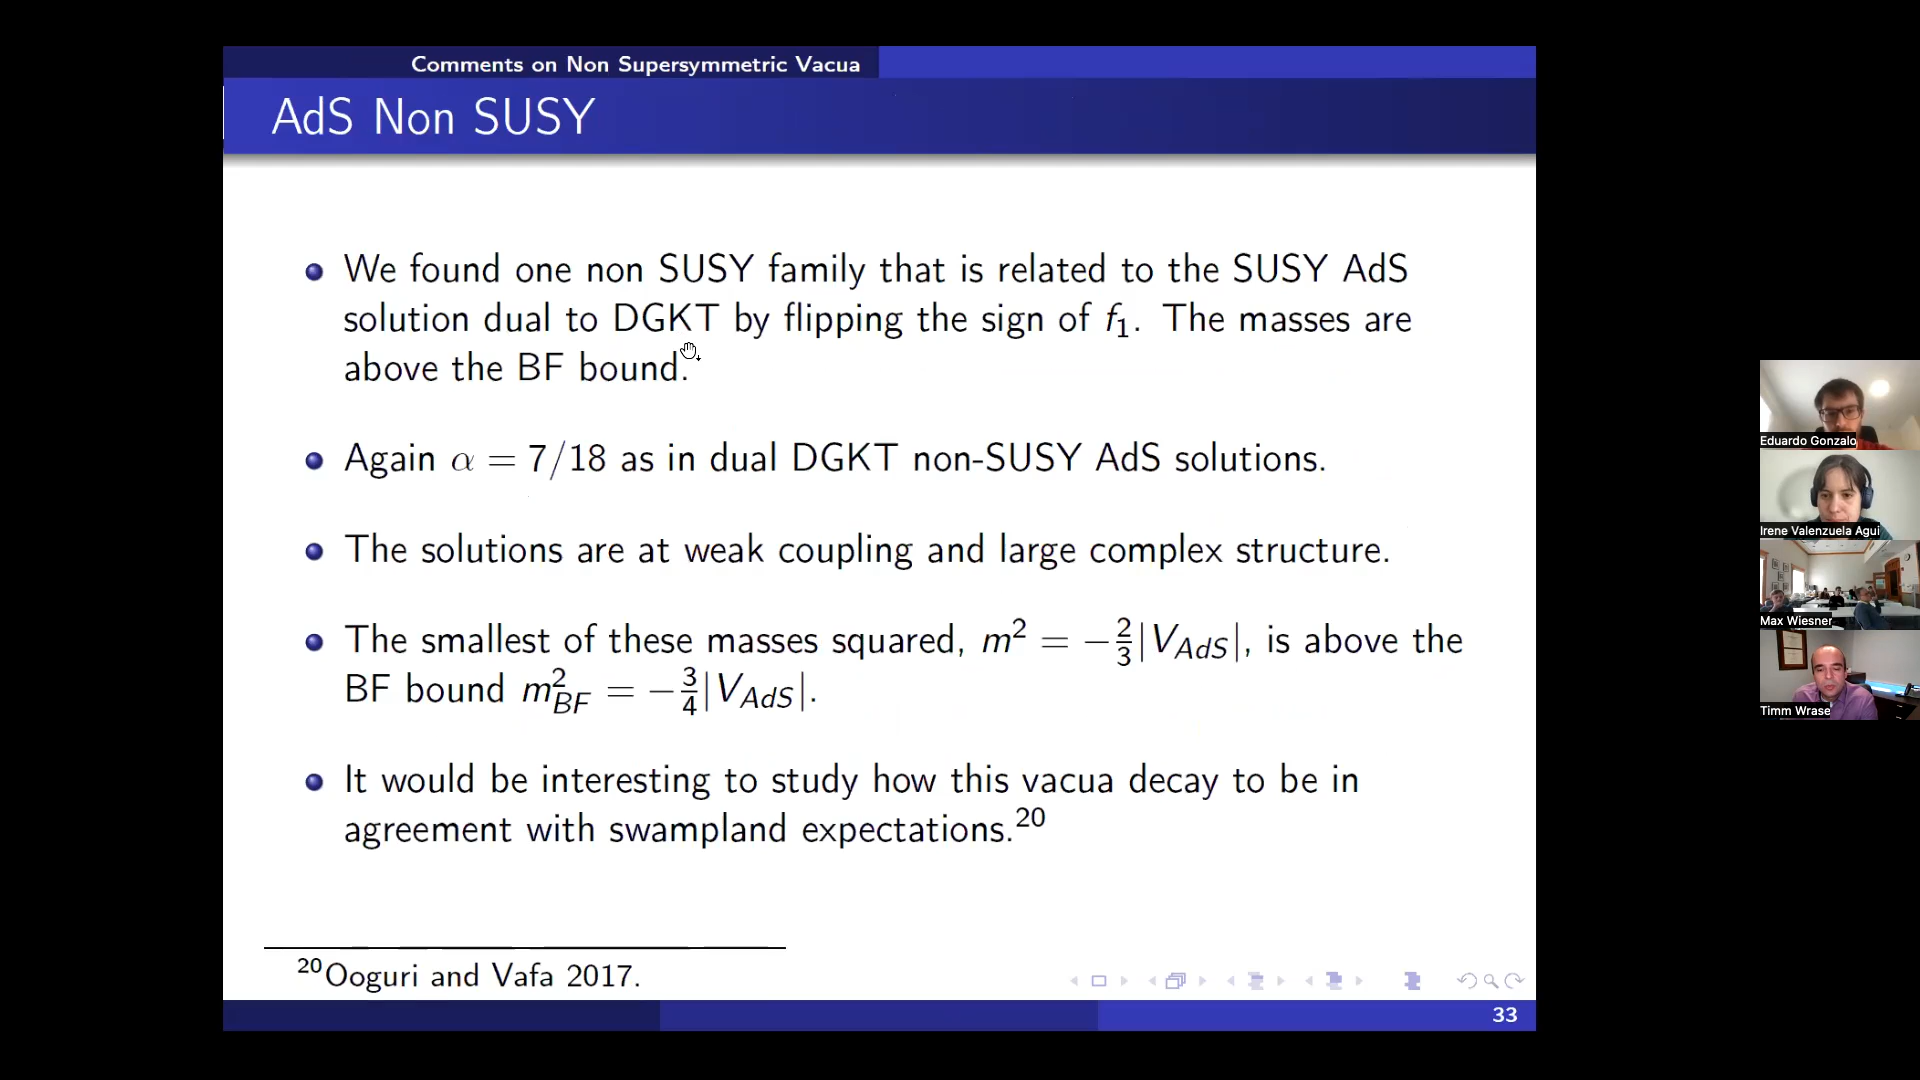 Comments on Non Supersymmetric Vacua
AdS Non SUSY
We found one non SUSY family that is related to the SUSY AdS
solution dual to DGKT by flipping the sign of f₁. The masses are
above the BF bound.
Again α = 7/18 as in dual DGKT non-SUSY AdS solutions.
The solutions are at weak coupling and large complex structure.
The smallest of these masses squared, m² = −2/3|V_AdS|, is above the
BF bound m²_BF = −3/4|V_AdS|.
It would be interesting to study how this vacua decay to be in
agreement with swampland expectations.²⁰
²⁰Ooguri and Vafa 2017.
33
Eduardo Gonzalo
Irene Valenzuela Agui
Max Wiesner
Timm Wrase